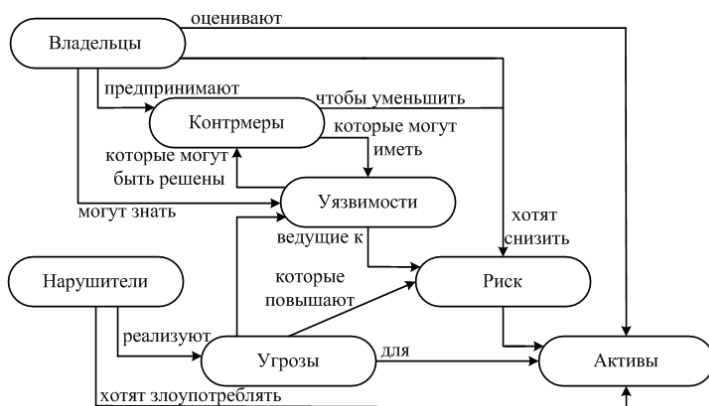 оценивают
Владельцы
предпринимают
чтобы уменьшить
Контрмеры
которые могут
иметь
которые могут
быть решены
Уязвимости
могут знать
хотят
снизить
ведущие к
Нарушители
которые
повышают
Риск
реализуют
Угрозы
для
Активы
хотят злоупотреблять